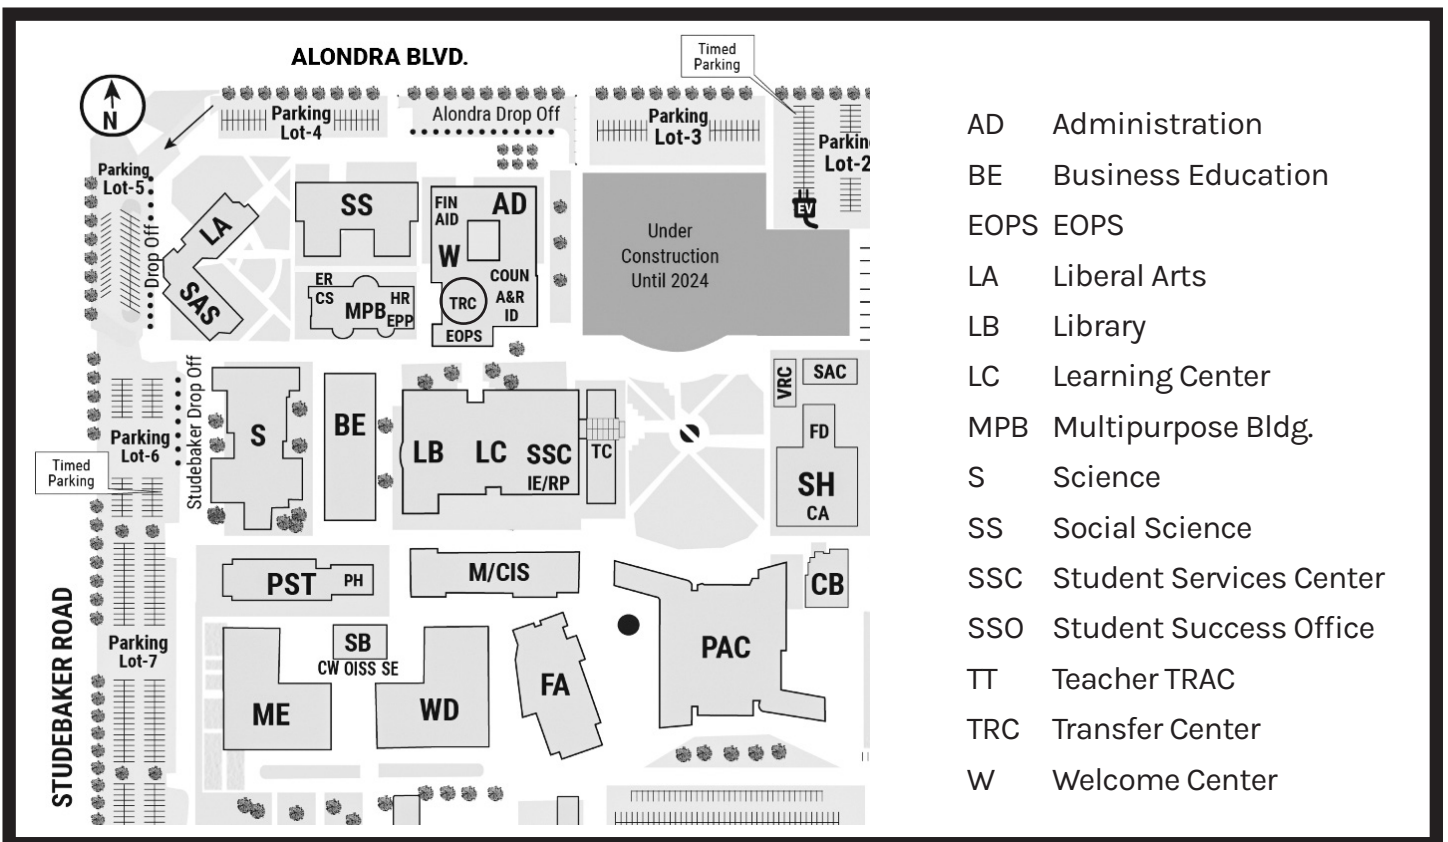 ALONDRA BLVD.
Timed
Parking
N
Parking
Lot-4
Alondra Drop Off
Parking
Lot-3
Parkin
Lot-2
EV
Parking
Lot-5
Drop Off
LA
SAS
SS
FIN
AID
AD
W
COUN
A&R
ID
TRC
EOPS
ER
CS
MPB
HR
EPP
Under
Construction
Until 2024
Studebaker Drop Off
Parking
Lot-6
Timed
Parking
S
BE
LB
LC
SSC
IE/RP
TC
VRC
SAC
FD
SH
CA
STUDEBAKER ROAD
Parking
Lot-7
PST
PH
M/CIS
CB
SB
CW OISS SE
ME
WD
FA
PAC
AD Administration
BE Business Education
EOPS EOPS
LA Liberal Arts
LB Library
LC Learning Center
MPB Multipurpose Bldg.
S Science
SS Social Science
SSC Student Services Center
SSO Student Success Office
TT Teacher TRAC
TRC Transfer Center
W Welcome Center